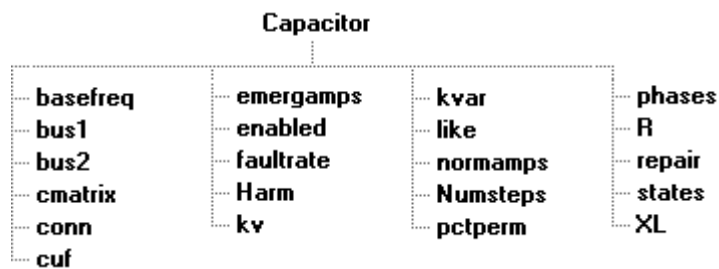 Capacitor
basefreq
bus1
bus2
cmatrix
conn
cuf
emergamps
enabled
faultrate
Harm
kv
kvar
like
normamps
Numsteps
pctperm
phases
R
repair
states
XL